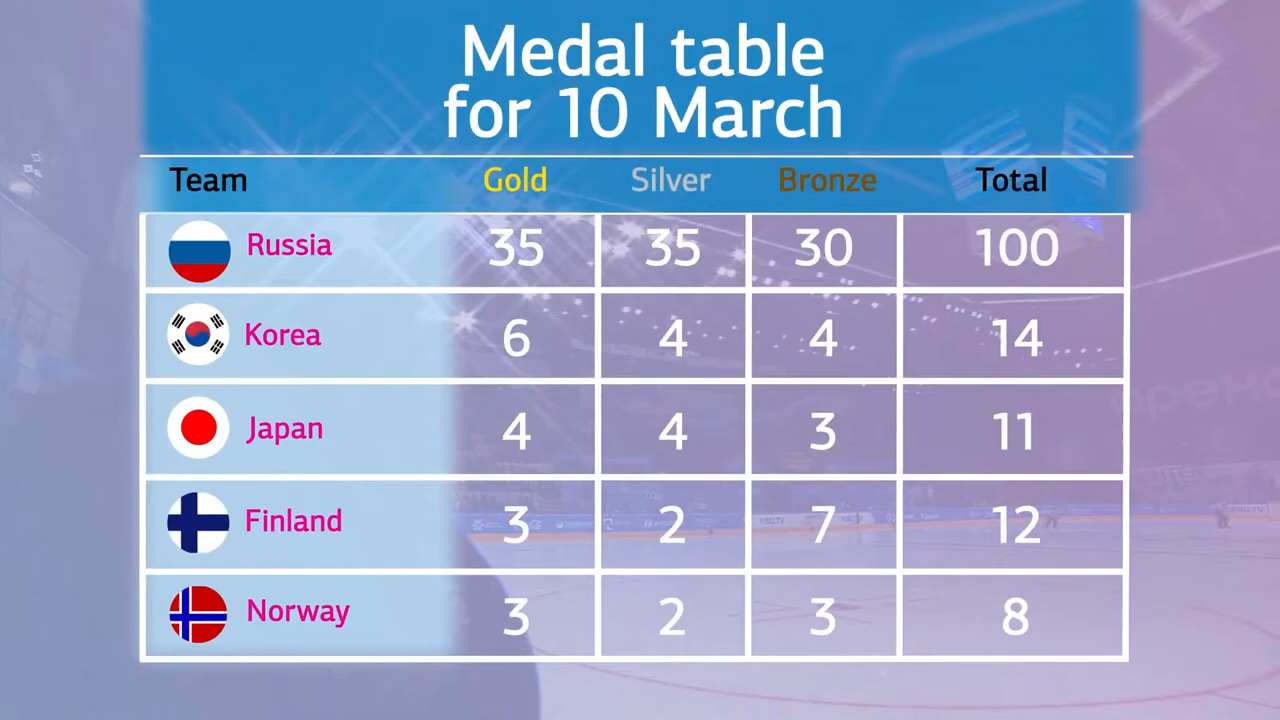 Medal table
for 10 March
Team Gold Silver Bronze Total
Russia 35 35 30 100
Korea 6 4 4 14
Japan 4 4 3 11
Finland 3 2 7 12
Norway 3 2 3 8